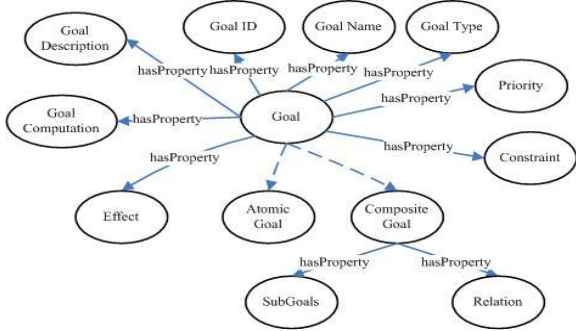 Goal
Description
Goal ID
Goal Name
Goal Type
hasProperty
hasProperty
hasProperty
hasProperty
Priority
hasProperty
Goal
Computation
hasProperty
Goal
hasProperty
hasProperty
Constraint
Effect
Atomic
Goal
Composite
Goal
hasProperty
hasProperty
SubGoals
Relation